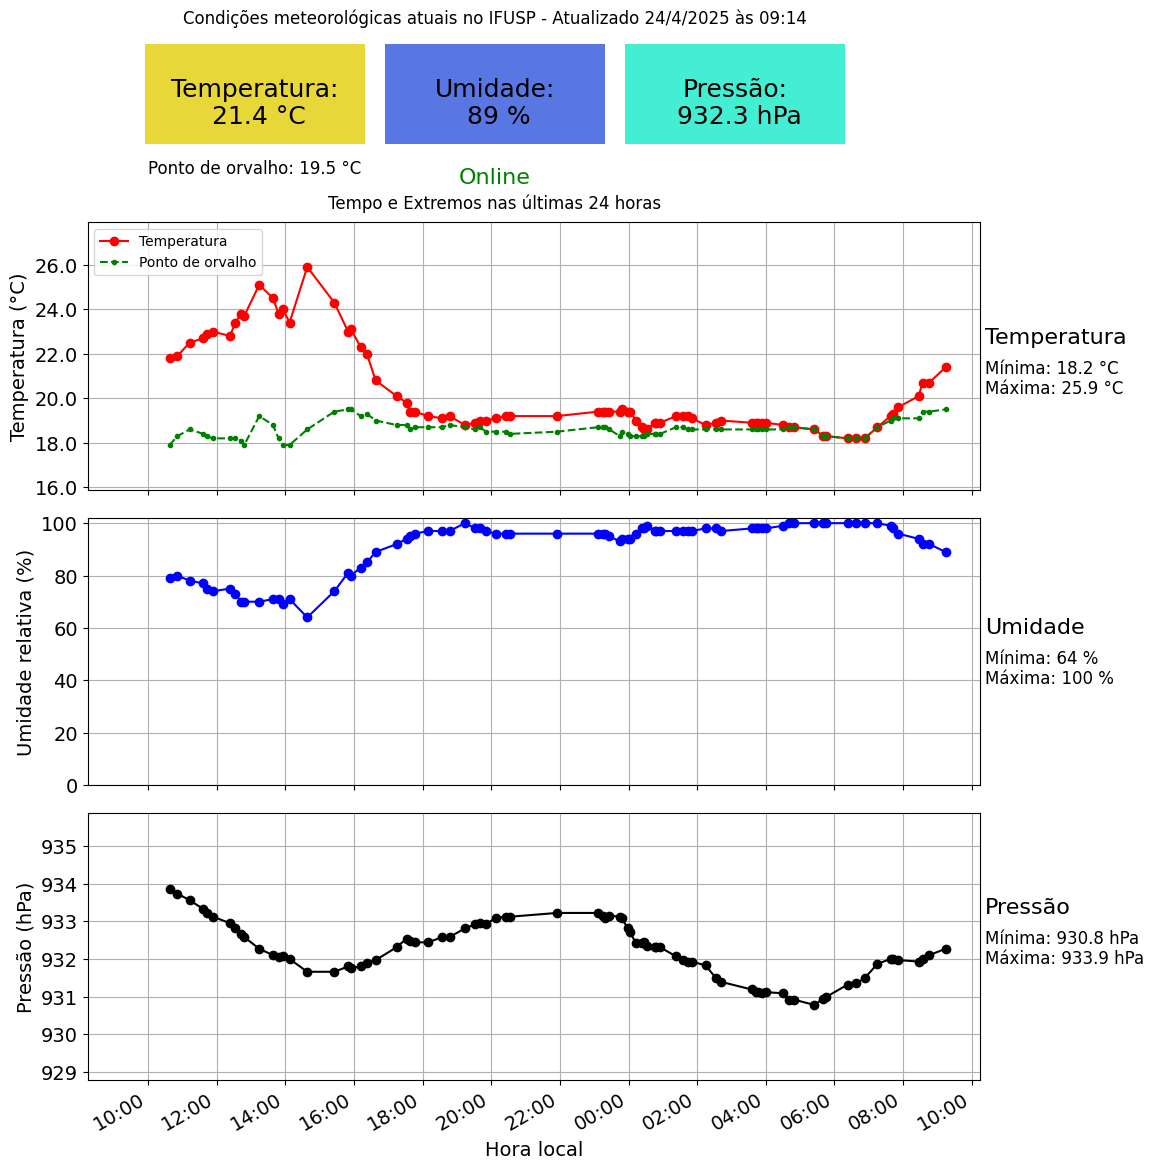 Condições meteorológicas atuais no IFUSP - Atualizado 24/4/2025 às 09:14
Temperatura:
21.4 °C
Umidade:
89 %
Pressão:
932.3 hPa
Ponto de orvalho: 19.5 °C
Online
Tempo e Extremos nas últimas 24 horas
Temperatura
Ponto de orvalho
Temperatura (°C)
26.0
24.0
22.0
20.0
18.0
16.0
Temperatura
Mínima: 18.2 °C
Máxima: 25.9 °C
Umidade relativa (%)
100
80
60
40
20
0
Umidade
Mínima: 64 %
Máxima: 100 %
Pressão (hPa)
935
934
933
932
931
930
929
Pressão
Mínima: 930.8 hPa
Máxima: 933.9 hPa
10:00
12:00
14:00
16:00
18:00
20:00
22:00
00:00
02:00
04:00
06:00
08:00
10:00
Hora local